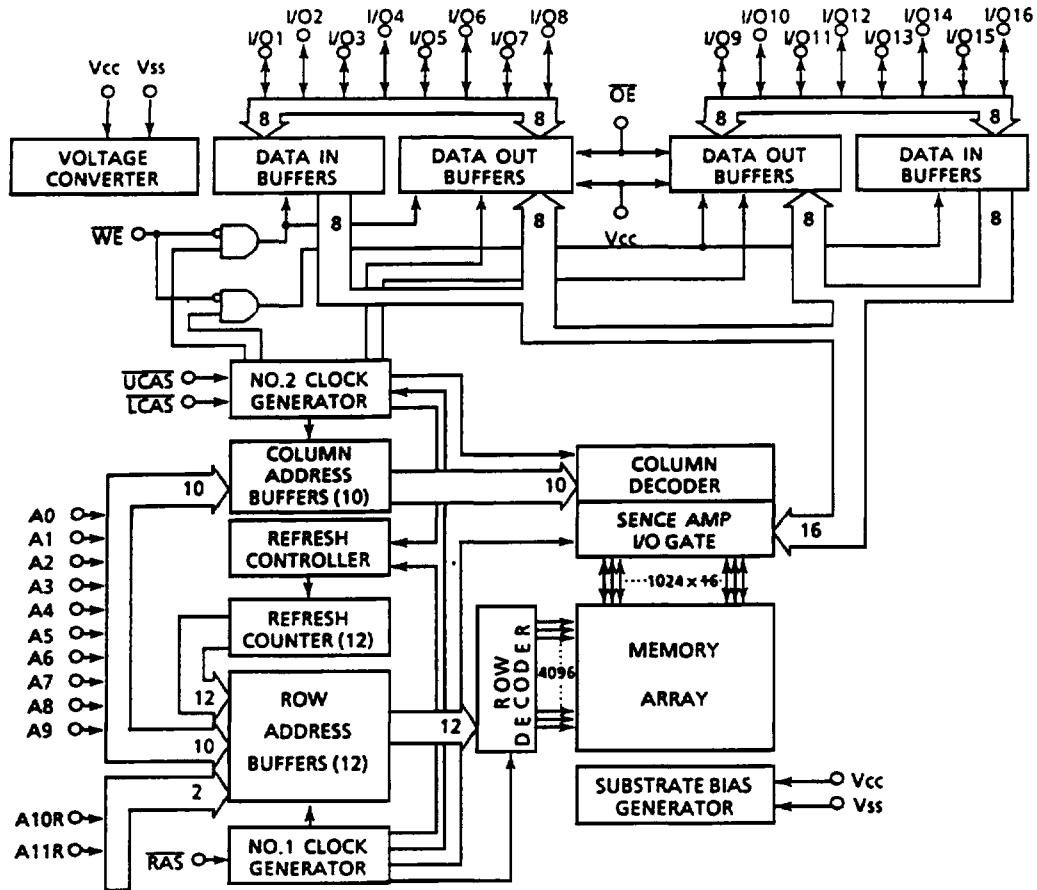 I/O1 I/O2 I/O3 I/O4 I/O5 I/O6 I/O7 I/O8
I/O9 I/O10 I/O11 I/O12 I/O13 I/O14 I/O15 I/O16
Vcc Vss
OE
8 8 8 8
VOLTAGE
CONVERTER
DATA IN
BUFFERS
DATA OUT
BUFFERS
DATA OUT
BUFFERS
DATA IN
BUFFERS
8 8 8 8
WE
Vcc
UCAS
LCAS
NO.2 CLOCK
GENERATOR
COLUMN
ADDRESS
BUFFERS (10)
10
10
COLUMN
DECODER
SENCE AMP
I/O GATE
16
A0
A1
A2
A3
A4
A5
A6
A7
A8
A9
A10R
A11R
REFRESH
CONTROLLER
REFRESH
COUNTER (12)
1024 × 16
12
10
2
ROW
ADDRESS
BUFFERS (12)
12
ROW
DECODER
4096
MEMORY
ARRAY
SUBSTRATE BIAS
GENERATOR
Vcc
Vss
RAS
NO.1 CLOCK
GENERATOR